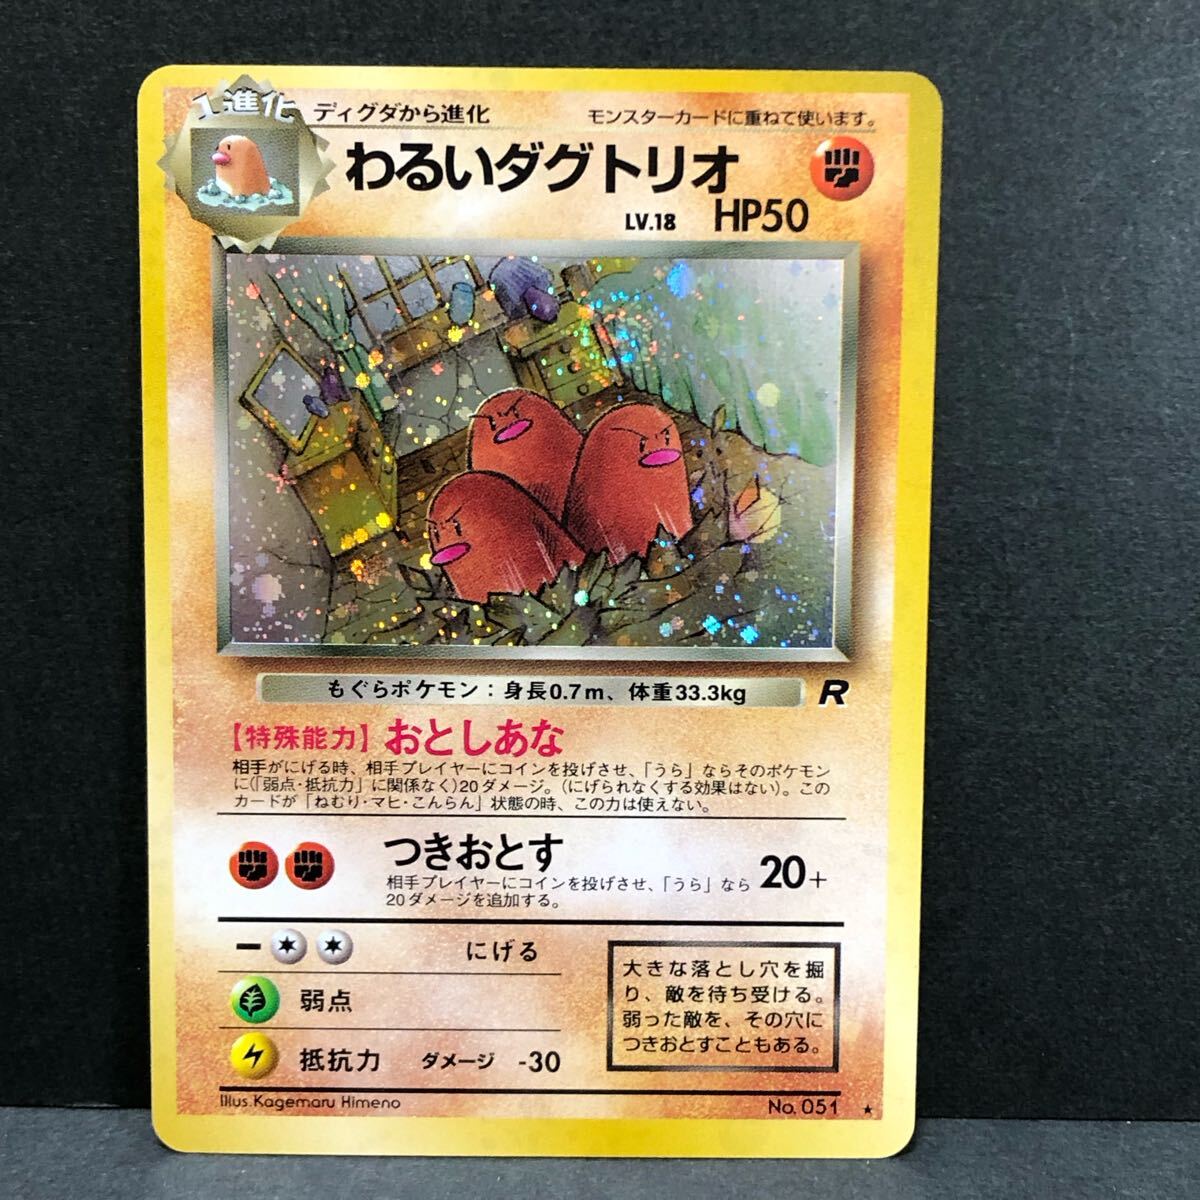 1進化
ディグダから進化
モンスターカードに重ねて使います。
わるいダグトリオ
LV.18 HP50
もぐらポケモン：身長0.7m、体重33.3kg
R
【特殊能力】おとしあな
相手がにげる時、相手プレイヤーにコインを投げさせ、「うら」ならそのポケモン
に(「弱点・抵抗力」に関係なく)20ダメージ。(にげられなくする効果はない)。この
カードが「ねむり・マヒ・こんらん」状態の時、この力は使えない。
つきおとす
相手プレイヤーにコインを投げさせ、「うら」なら
20ダメージを追加する。
20+
にげる
弱点
抵抗力 ダメージ -30
大きな落とし穴を掘
り、敵を待ち受ける。
弱った敵を、その穴に
つきおとすこともある。
Illus.Kagemaru Himeno
No. 051 ★